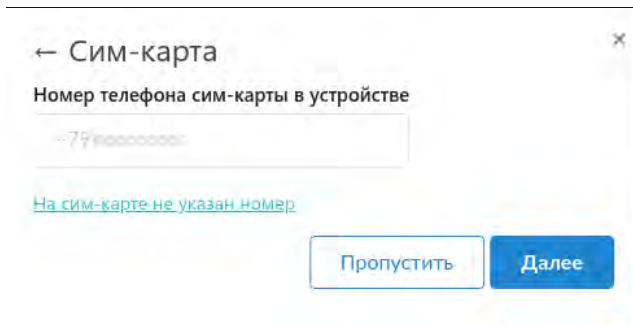 ← Сим-карта
×
Номер телефона сим-карты в устройстве
На сим-карте не указан номер
Пропустить
Далее